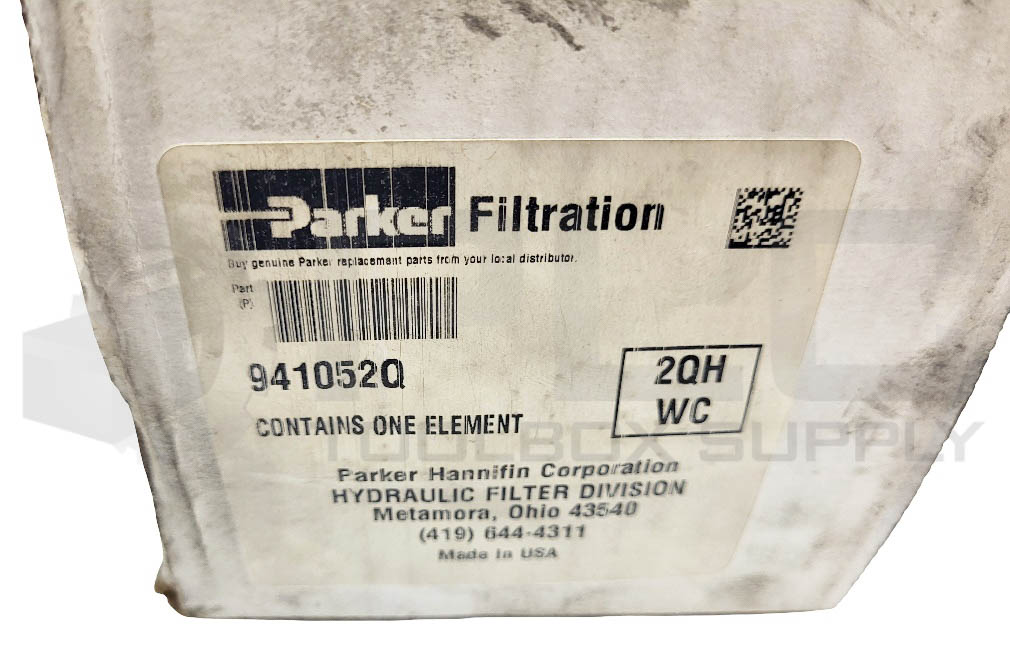 Parker Filtration
Buy genuine Parker replacement parts from your local distributor.
Part
(P)
941052Q
CONTAINS ONE ELEMENT
2QH
WC
TOOLBOX SUPPLY
Parker Hannifin Corporation
HYDRAULIC FILTER DIVISION
Metamora, Ohio 43540
(419) 644-4311
Made in USA